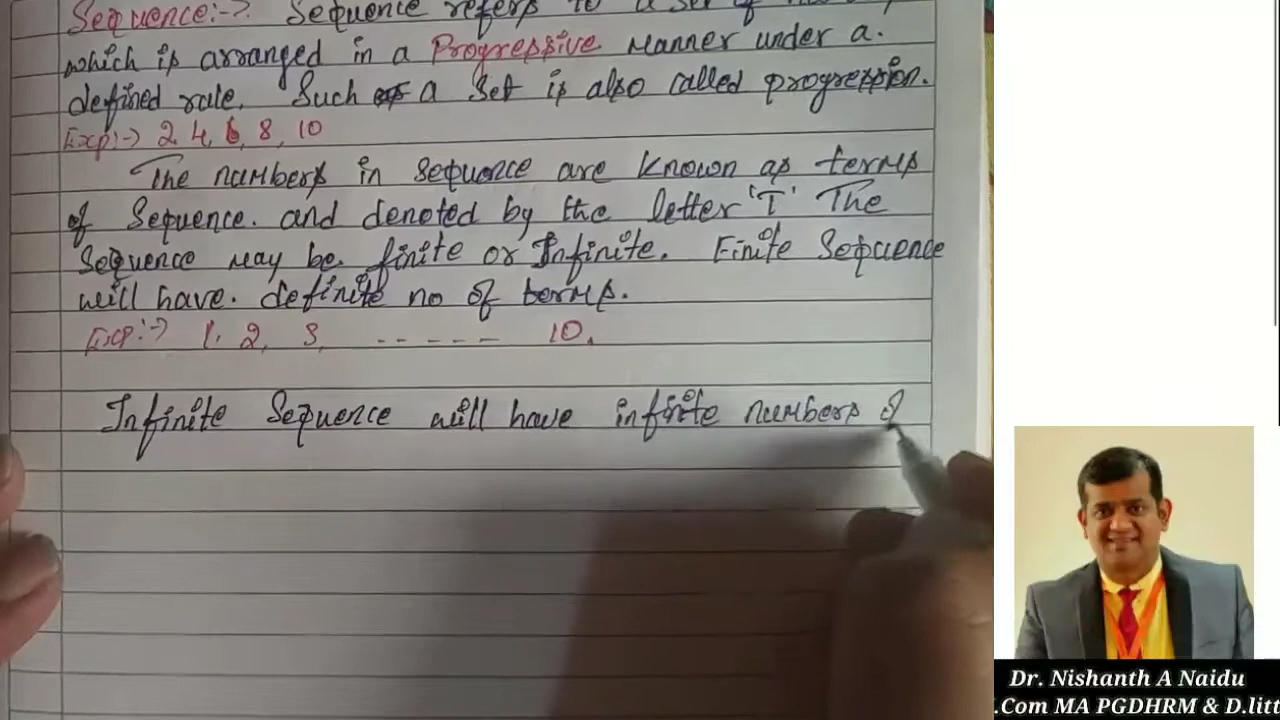 Sequence:-> Sequence refers to a set of
which is arranged in a Progressive manner under a.
defined rule. Such a set is also called progression.
Exp:-> 2, 4, 6, 8, 10
The numbers in sequence are known as terms
of Sequence. and denoted by the letter 'T' The
Sequence may be. finite or Infinite. Finite Sequence
will have. definite no of terms.
Exp:-> 1, 2, 3, ----- 10.
Infinite Sequence will have infinite numbers of
Dr. Nishanth A Naidu
.Com MA PGDHRM & D.litt